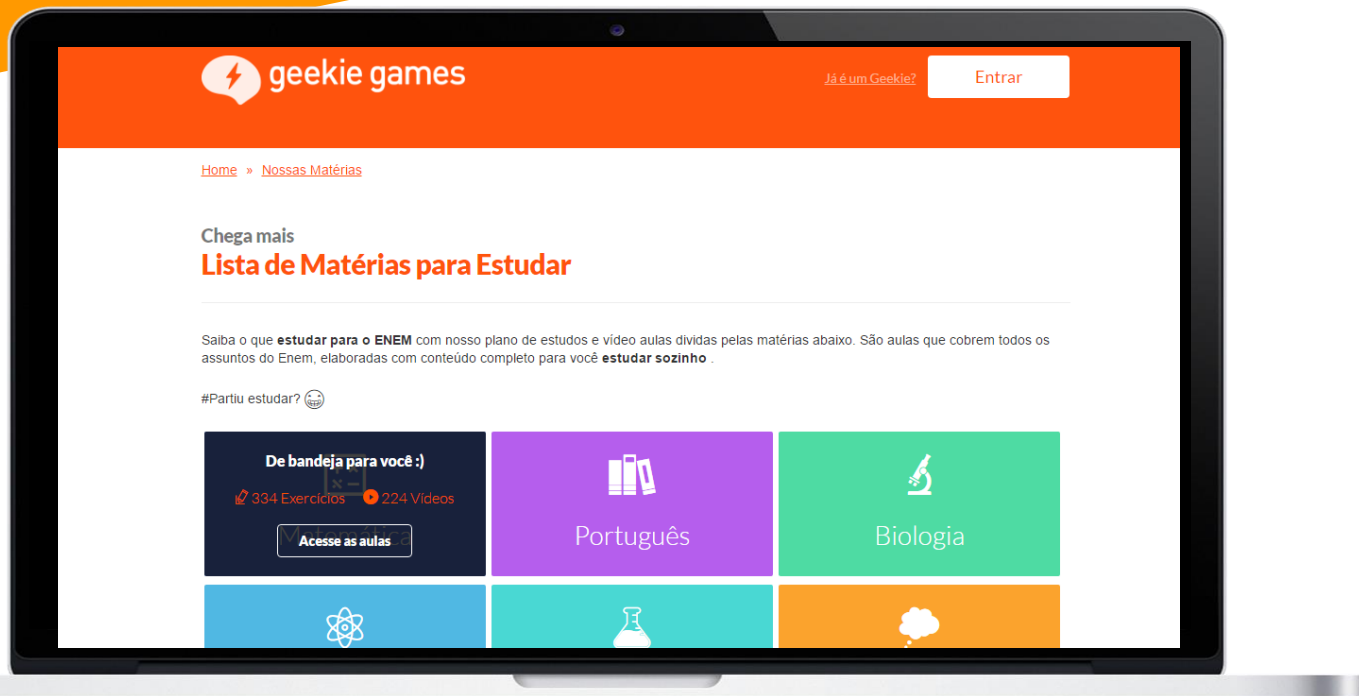 geekie games
Já é um Geekie?
Entrar
Home » Nossas Matérias
Chega mais
Lista de Matérias para Estudar
Saiba o que estudar para o ENEM com nosso plano de estudos e vídeo aulas dividas pelas matérias abaixo. São aulas que cobrem todos os
assuntos do Enem, elaboradas com conteúdo completo para você estudar sozinho .
#Partiu estudar?
De bandeja para você :)
334 Exercícios 224 Vídeos
Matemática
Acesse as aulas
Português
Biologia